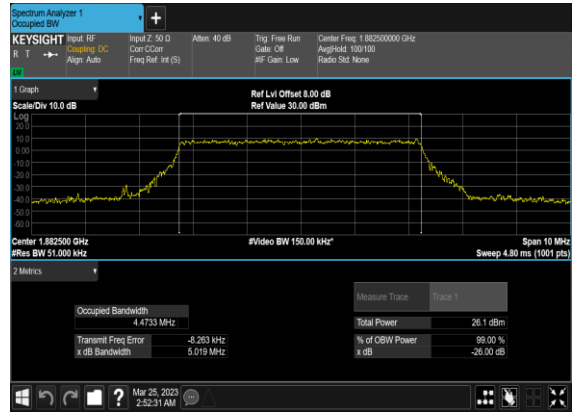 Spectrum Analyzer 1
Occupied BW
+
KEYSIGHT
R T
Input: RF
Coupling: DC
Align: Auto
Input Z: 50 Ω
Corr CCorr
Freq Ref: Int (S)
Atten: 40 dB
Trig: Free Run
Gate: Off
#IF Gain: Low
Center Freq: 1.882500000 GHz
Avg|Hold: 100/100
Radio Std: None
1 Graph
Scale/Div 10.0 dB
Ref Lvl Offset 8.00 dB
Ref Value 30.00 dBm
Log
20.0
10.0
0.00
-10.0
-20.0
-30.0
-40.0
-50.0
-60.0
Center 1.882500 GHz
#Res BW 51.000 kHz
#Video BW 150.00 kHz*
Span 10 MHz
Sweep 4.80 ms (1001 pts)
2 Metrics
Measure Trace Trace 1
Occupied Bandwidth
4.4733 MHz
Total Power 26.1 dBm
Transmit Freq Error -8.263 kHz
% of OBW Power 99.00 %
x dB Bandwidth 5.019 MHz
x dB -26.00 dB
?
Mar 25, 2023
2:52:31 AM